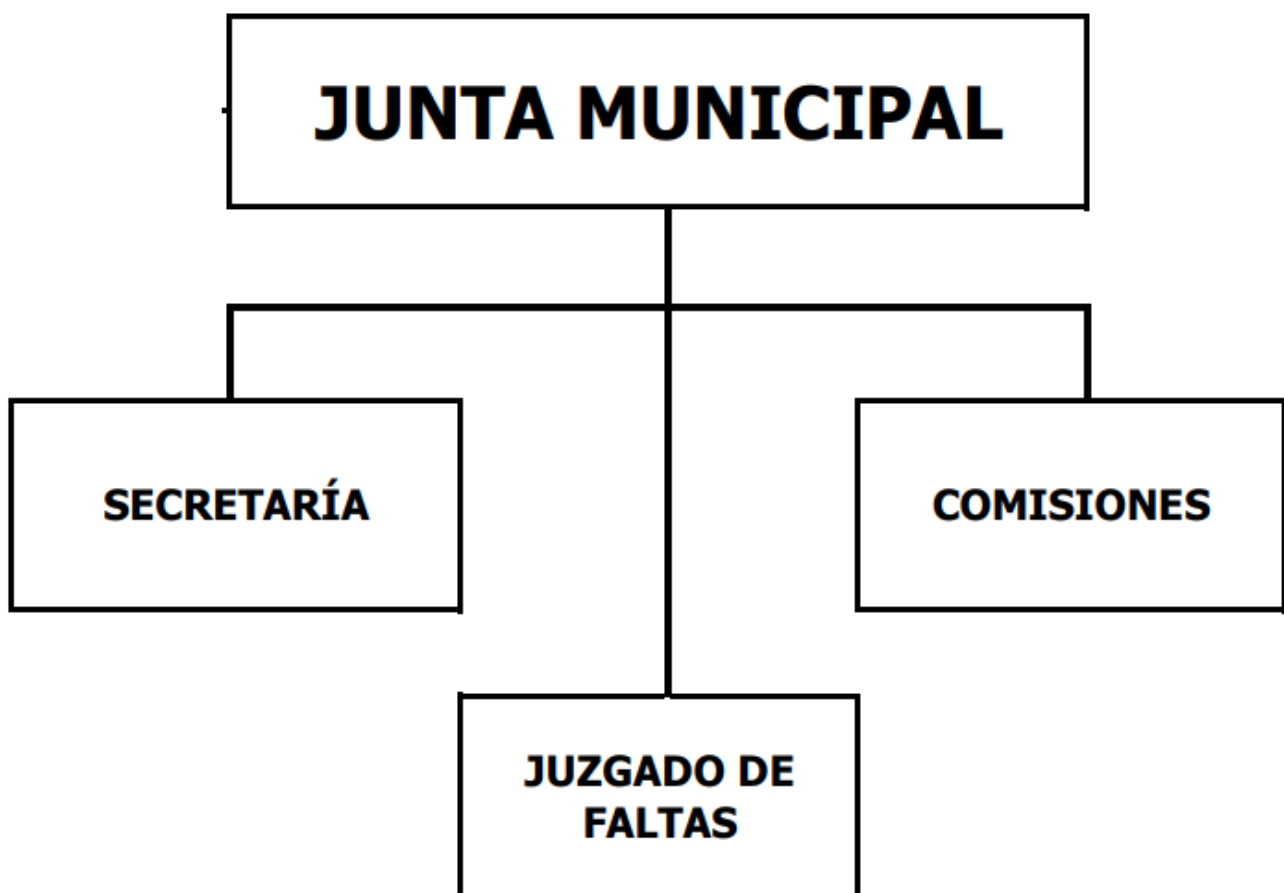 JUNTA MUNICIPAL
SECRETARÍA
COMISIONES
JUZGADO DE
FALTAS